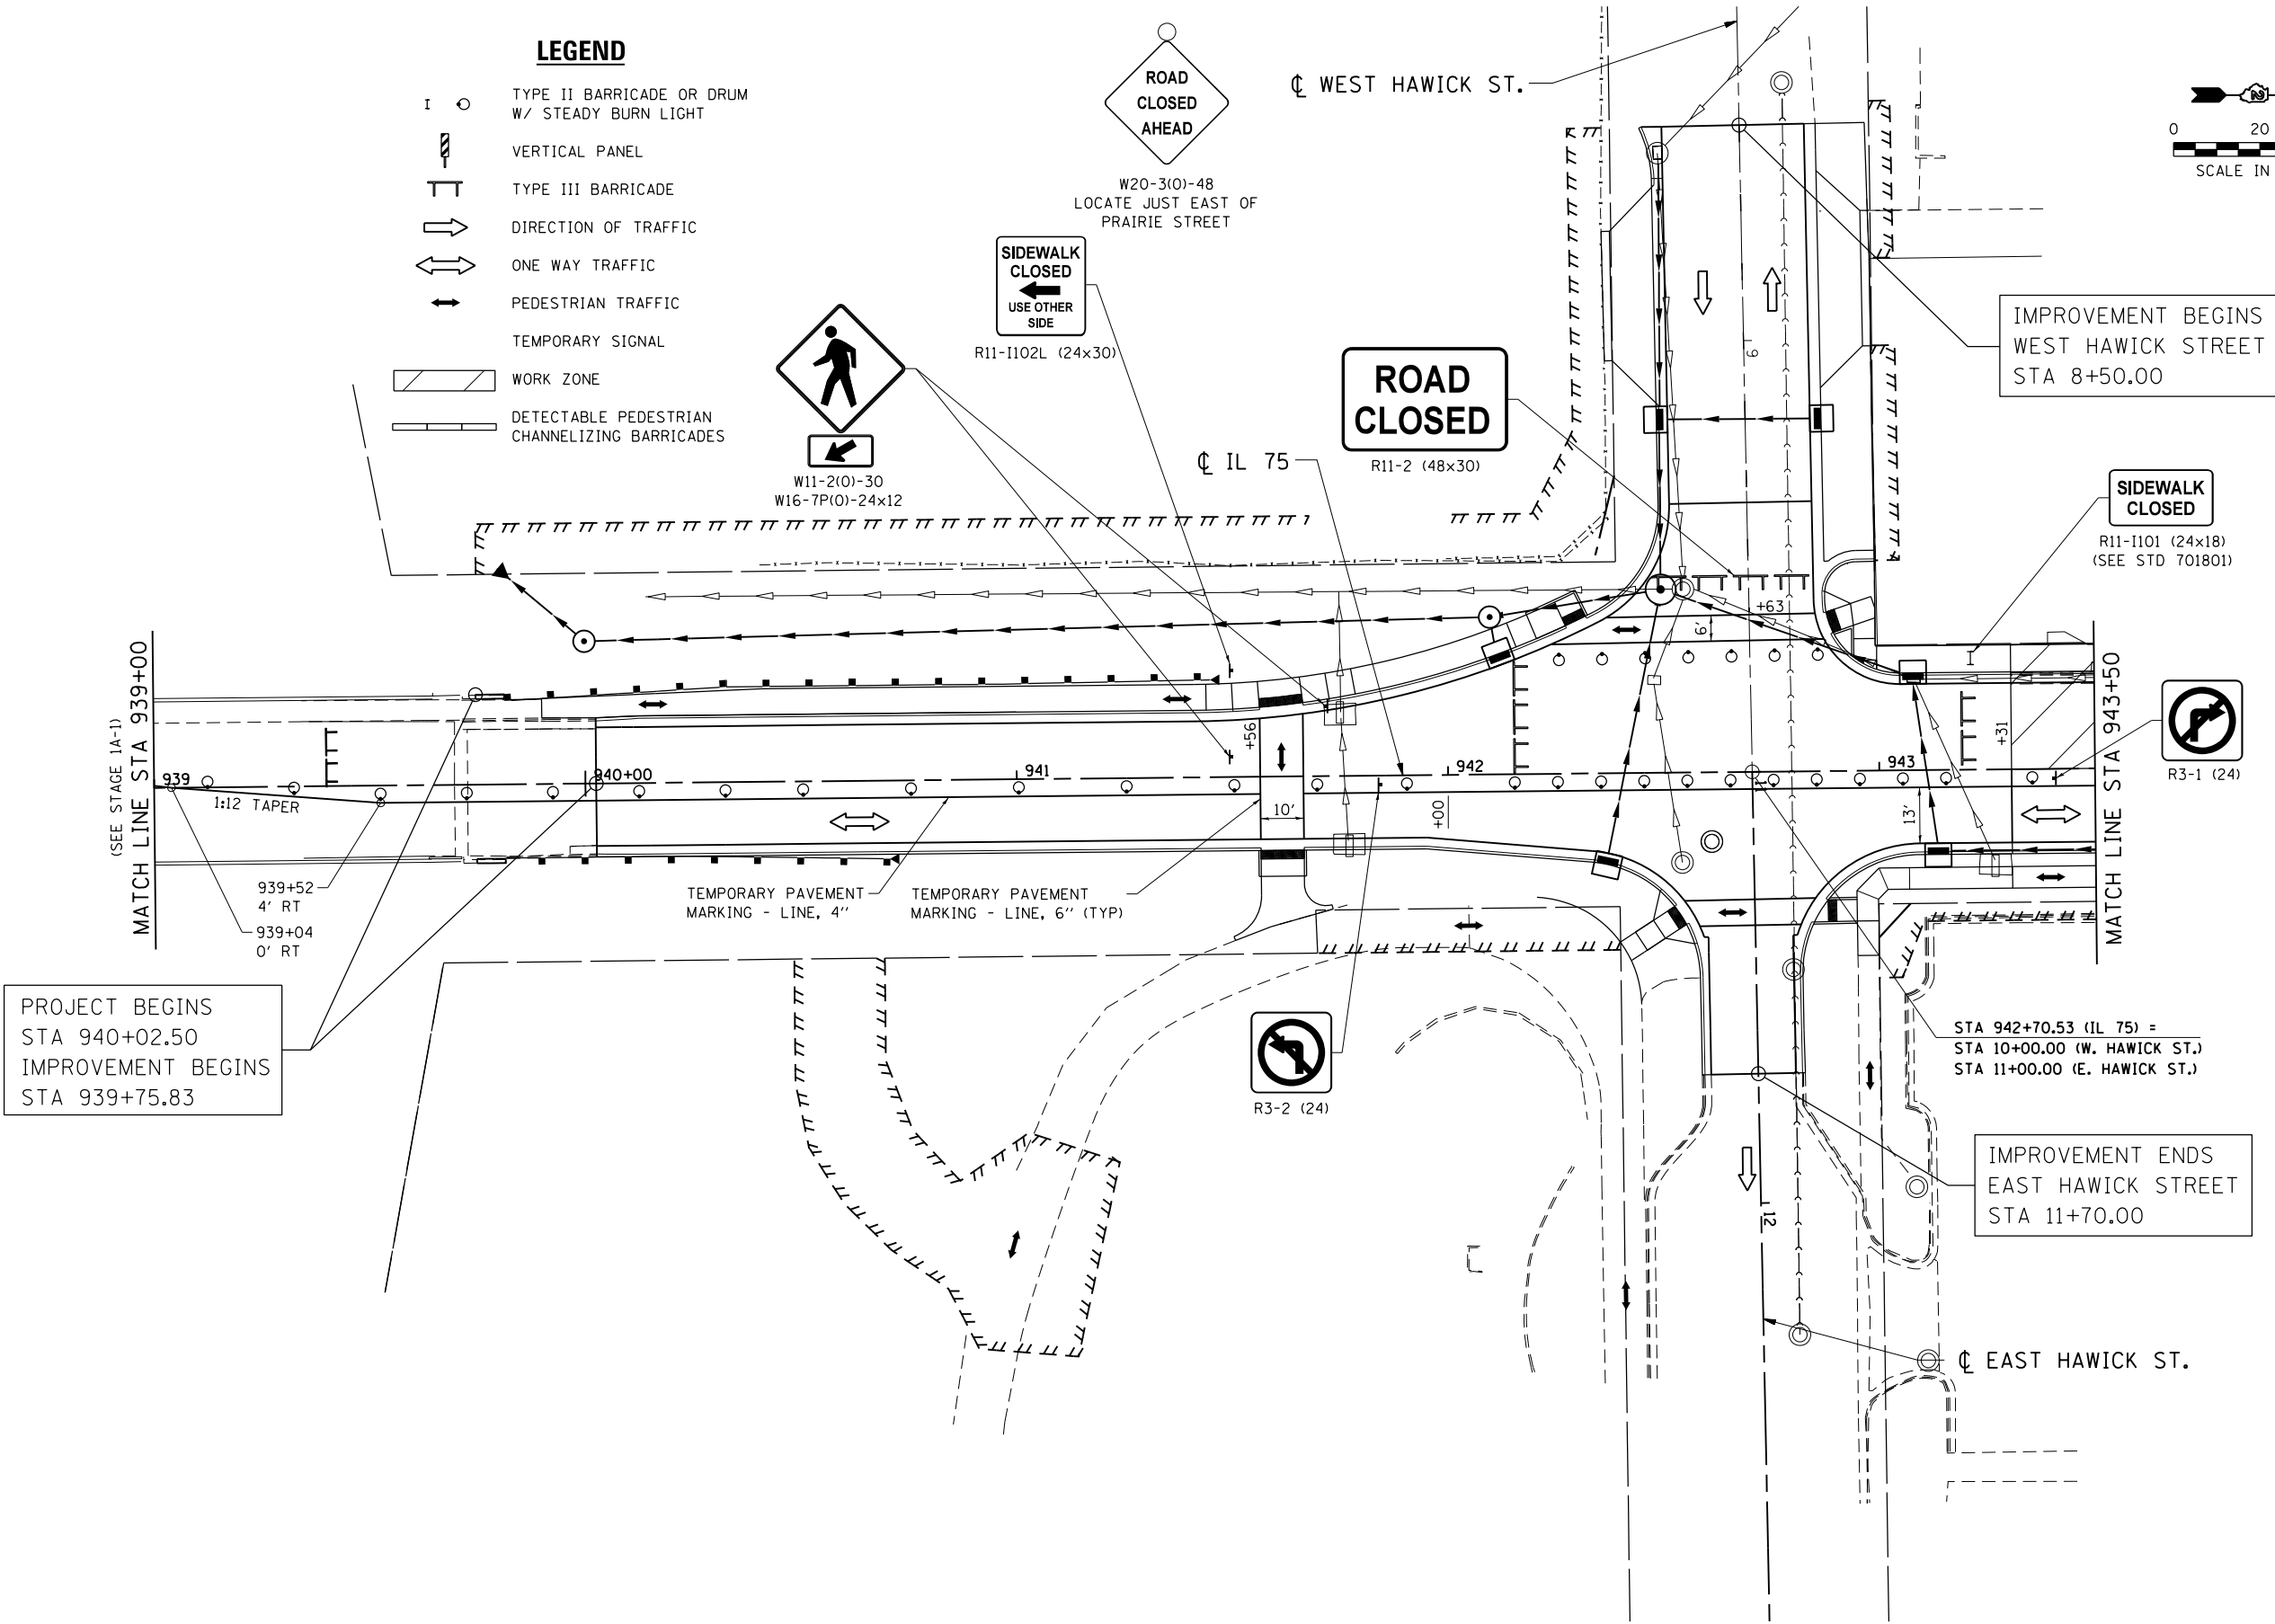 LEGEND
I
TYPE II BARRICADE OR DRUM
W/ STEADY BURN LIGHT
VERTICAL PANEL
TYPE III BARRICADE
DIRECTION OF TRAFFIC
ONE WAY TRAFFIC
PEDESTRIAN TRAFFIC
TEMPORARY SIGNAL
WORK ZONE
DETECTABLE PEDESTRIAN
CHANNELIZING BARRICADES
ROAD
CLOSED
AHEAD
W20-3(O)-48
LOCATE JUST EAST OF
PRAIRIE STREET
SIDEWALK
CLOSED
USE OTHER
SIDE
R11-I102L (24x30)
W11-2(O)-30
W16-7P(O)-24x12
℄ WEST HAWICK ST.
0 20
SCALE IN
ROAD
CLOSED
R11-2 (48x30)
℄ IL 75
IMPROVEMENT BEGINS
WEST HAWICK STREET
STA 8+50.00
SIDEWALK
CLOSED
R11-I101 (24x18)
(SEE STD 701801)
9
+63
6'
MATCH LINE STA 939+00
(SEE STAGE 1A-1)
939
1:12 TAPER
940+00
941
+56
942
943
+31
10'
+00
13'
MATCH LINE STA 943+50
R3-1 (24)
939+52
4' RT
939+04
0' RT
TEMPORARY PAVEMENT
MARKING - LINE, 4"
TEMPORARY PAVEMENT
MARKING - LINE, 6" (TYP)
PROJECT BEGINS
STA 940+02.50
IMPROVEMENT BEGINS
STA 939+75.83
R3-2 (24)
STA 942+70.53 (IL 75) =
STA 10+00.00 (W. HAWICK ST.)
STA 11+00.00 (E. HAWICK ST.)
IMPROVEMENT ENDS
EAST HAWICK STREET
STA 11+70.00
12
℄ EAST HAWICK ST.